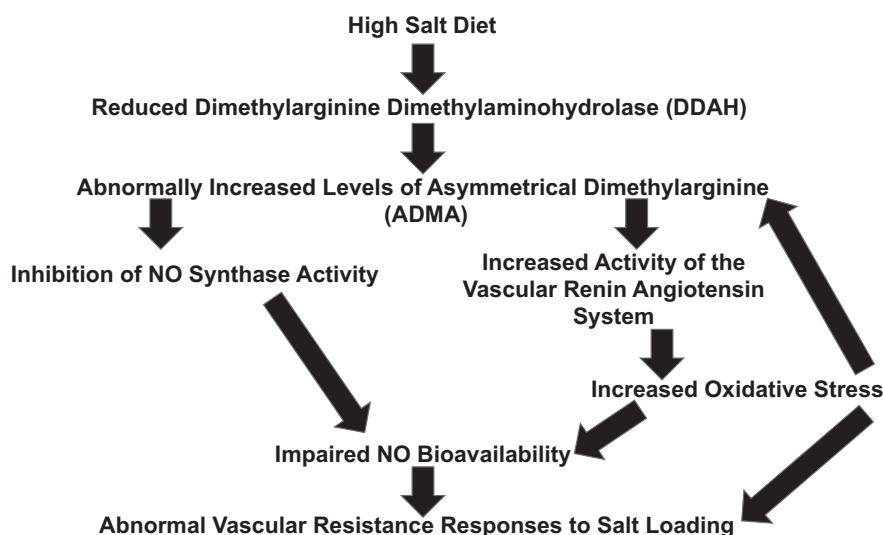 High Salt Diet
Reduced Dimethylarginine Dimethylaminohydrolase (DDAH)
Abnormally Increased Levels of Asymmetrical Dimethylarginine
(ADMA)
Inhibition of NO Synthase Activity
Increased Activity of the
Vascular Renin Angiotensin
System
Increased Oxidative Stress
Impaired NO Bioavailability
Abnormal Vascular Resistance Responses to Salt Loading